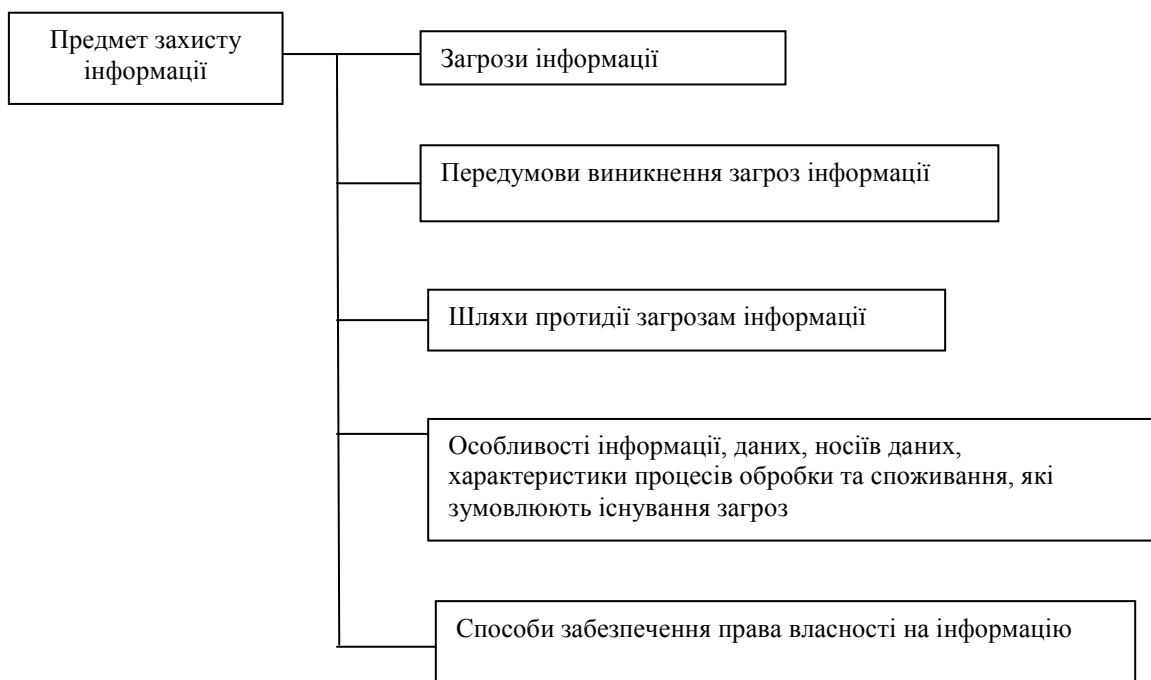 Предмет захисту
інформації
Загрози інформації
Передумови виникнення загроз інформації
Шляхи протидії загрозам інформації
Особливості інформації, даних, носіїв даних,
характеристики процесів обробки та споживання, які
зумовлюють існування загроз
Способи забезпечення права власності на інформацію